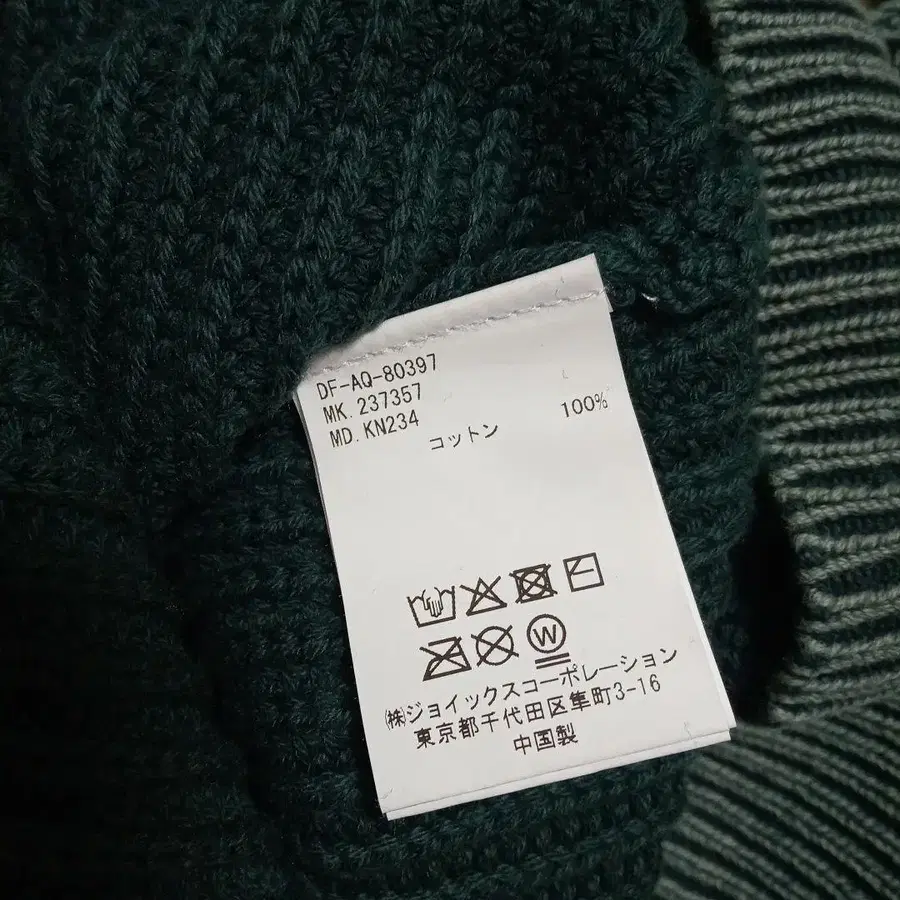 DF-AQ-80397
MK. 237357
MD. KN234
コットン 100%
W
㈱ジョイックスコーポレーション
東京都千代田区隼町3-16
中国製